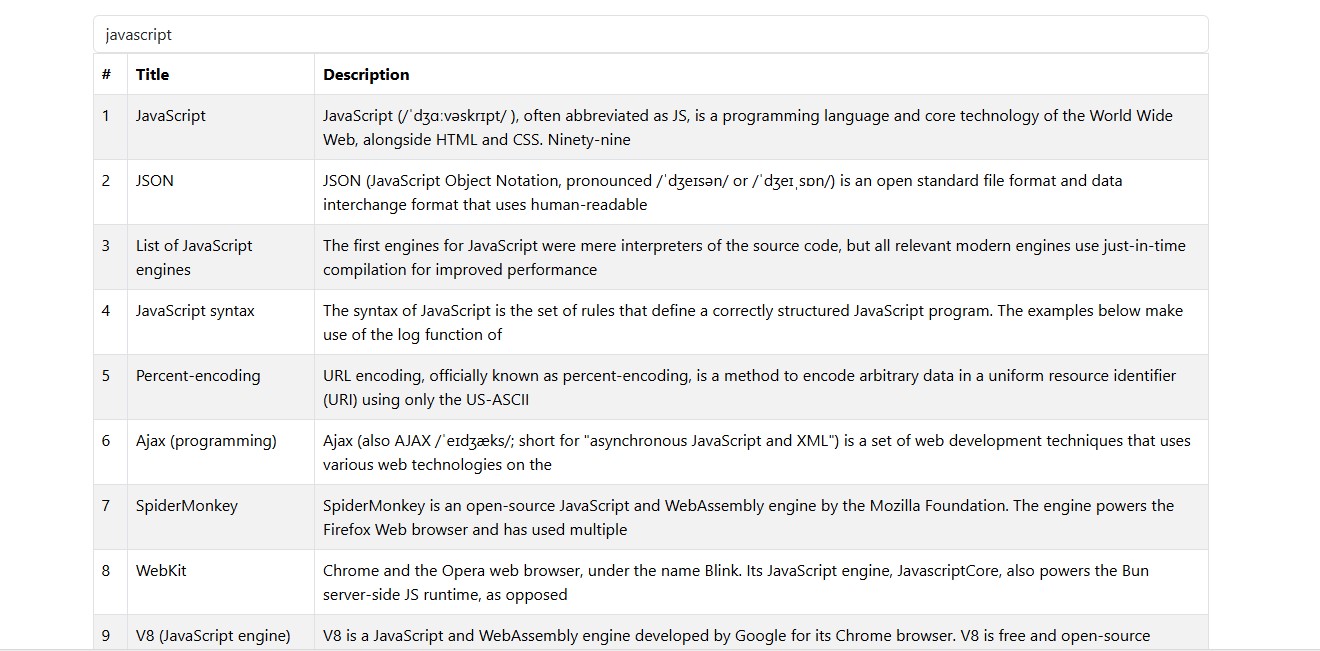 javascript
# Title Description
1 JavaScript JavaScript (/ˈdʒɑːvəskrɪpt/ ), often abbreviated as JS, is a programming language and core technology of the World Wide
Web, alongside HTML and CSS. Ninety-nine
2 JSON JSON (JavaScript Object Notation, pronounced /ˈdʒeɪsən/ or /ˈdʒeɪˌsɒn/) is an open standard file format and data
interchange format that uses human-readable
3 List of JavaScript The first engines for JavaScript were mere interpreters of the source code, but all relevant modern engines use just-in-time
engines compilation for improved performance
4 JavaScript syntax The syntax of JavaScript is the set of rules that define a correctly structured JavaScript program. The examples below make
use of the log function of
5 Percent-encoding URL encoding, officially known as percent-encoding, is a method to encode arbitrary data in a uniform resource identifier
(URI) using only the US-ASCII
6 Ajax (programming) Ajax (also AJAX /ˈeɪdʒæks/; short for "asynchronous JavaScript and XML") is a set of web development techniques that uses
various web technologies on the
7 SpiderMonkey SpiderMonkey is an open-source JavaScript and WebAssembly engine by the Mozilla Foundation. The engine powers the
Firefox Web browser and has used multiple
8 WebKit Chrome and the Opera web browser, under the name Blink. Its JavaScript engine, JavascriptCore, also powers the Bun
server-side JS runtime, as opposed
9 V8 (JavaScript engine) V8 is a JavaScript and WebAssembly engine developed by Google for its Chrome browser. V8 is free and open-source